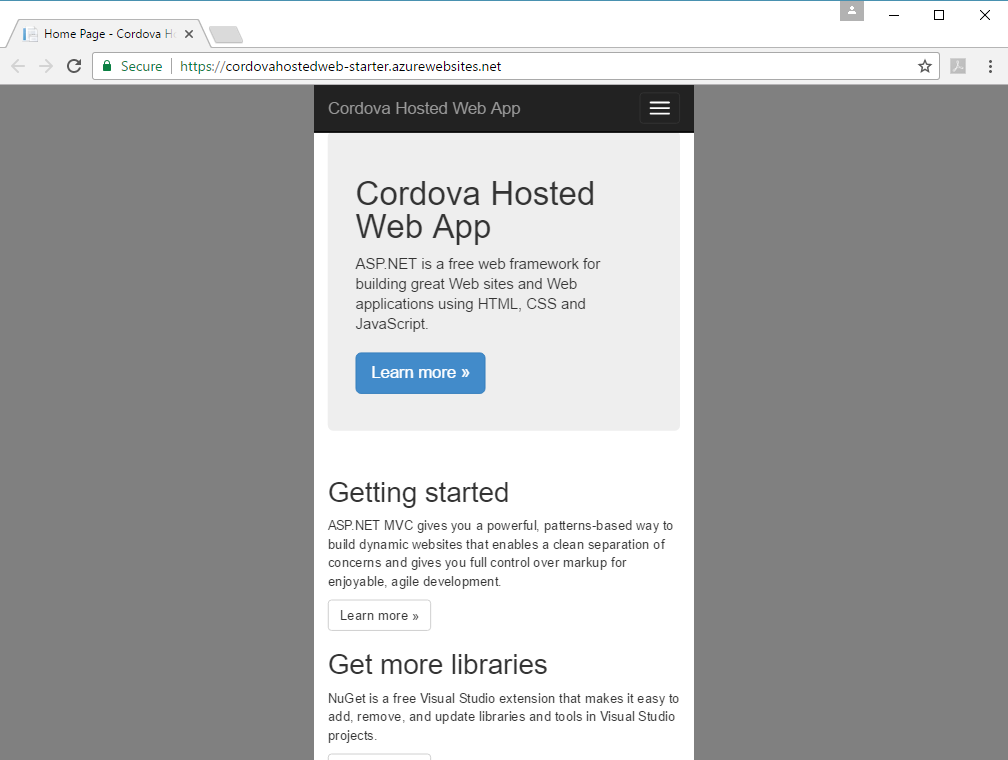 Home Page - Cordova Ho
Secure
https://cordovahostedweb-starter.azurewebsites.net
Cordova Hosted Web App
Cordova Hosted
Web App
ASP.NET is a free web framework for
building great Web sites and Web
applications using HTML, CSS and
JavaScript.
Learn more »
Getting started
ASP.NET MVC gives you a powerful, patterns-based way to
build dynamic websites that enables a clean separation of
concerns and gives you full control over markup for
enjoyable, agile development.
Learn more »
Get more libraries
NuGet is a free Visual Studio extension that makes it easy to
add, remove, and update libraries and tools in Visual Studio
projects.